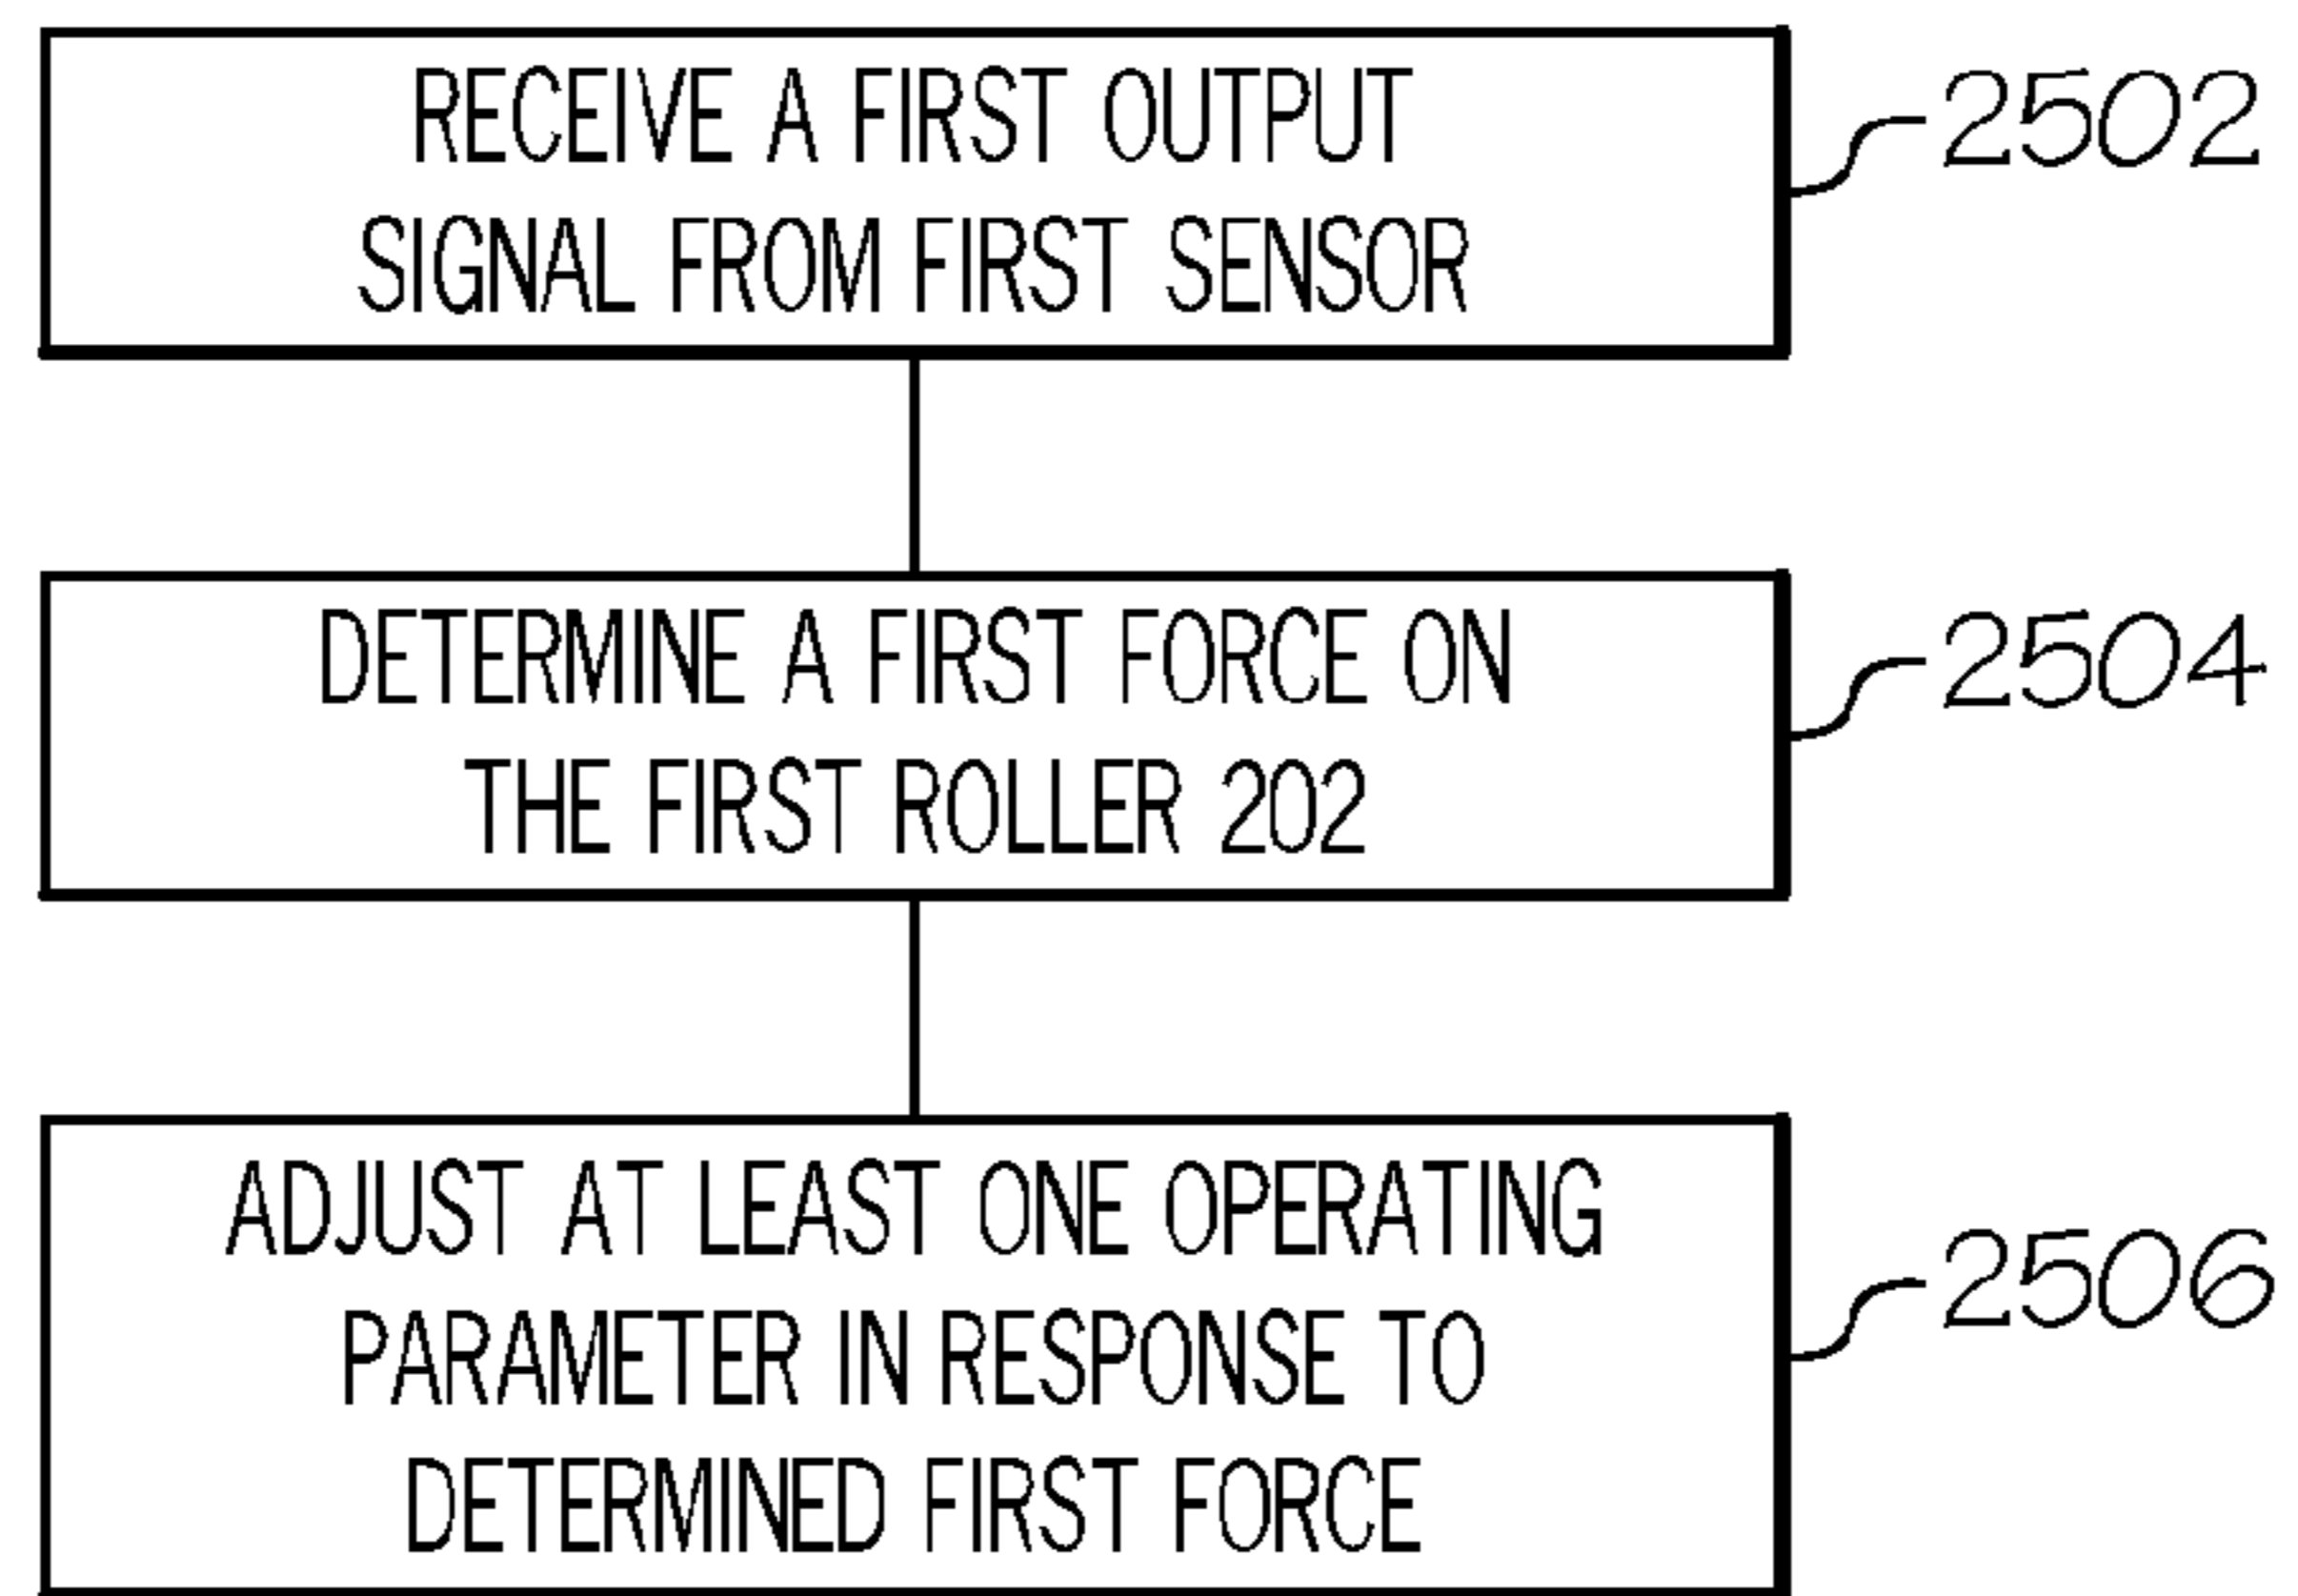 RECEIVE A FIRST OUTPUT
SIGNAL FROM FIRST SENSOR
2502
DETERMINE A FIRST FORCE ON
THE FIRST ROLLER 202
2504
ADJUST AT LEAST ONE OPERATING
PARAMETER IN RESPONSE TO
DETERMINED FIRST FORCE
2506